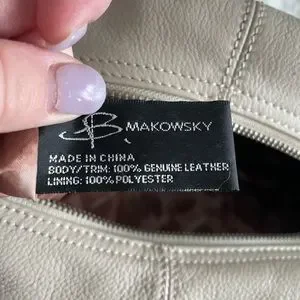 B. MAKOWSKY
MADE IN CHINA
BODY/TRIM: 100% GENUINE LEATHER
LINING: 100% POLYESTER